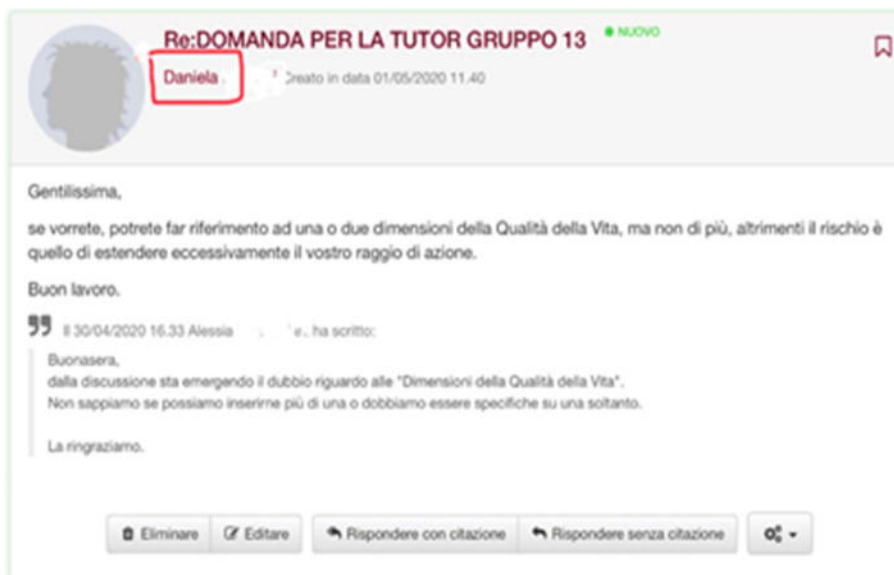 Re:DOMANDA PER LA TUTOR GRUPPO 13 NUOVO
Daniela Creato in data 01/05/2020 11.40
Gentilissima,
se vorrete, potrete far riferimento ad una o due dimensioni della Qualità della Vita, ma non di più, altrimenti il rischio è
quello di estendere eccessivamente il vostro raggio di azione.
Buon lavoro.
Il 30/04/2020 16.33 Alessia ha scritto:
Buonasera,
dalla discussione sta emergendo il dubbio riguardo alle "Dimensioni della Qualità della Vita".
Non sappiamo se possiamo inserirne più di una o dobbiamo essere specifiche su una soltanto.
La ringraziamo.
Eliminare Editare Rispondere con citazione Rispondere senza citazione